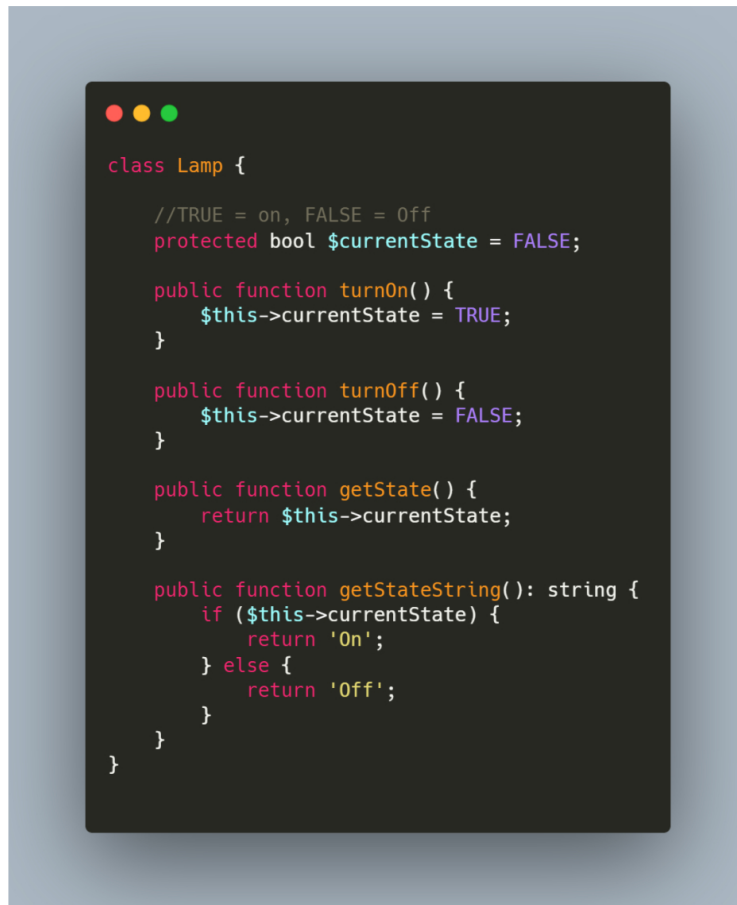 class Lamp {
//TRUE = on, FALSE = Off
protected bool $currentState = FALSE;
public function turnOn() {
$this->currentState = TRUE;
}
public function turnOff() {
$this->currentState = FALSE;
}
public function getState() {
return $this->currentState;
}
public function getStateString(): string {
if ($this->currentState) {
return 'On';
} else {
return 'Off';
}
}
}